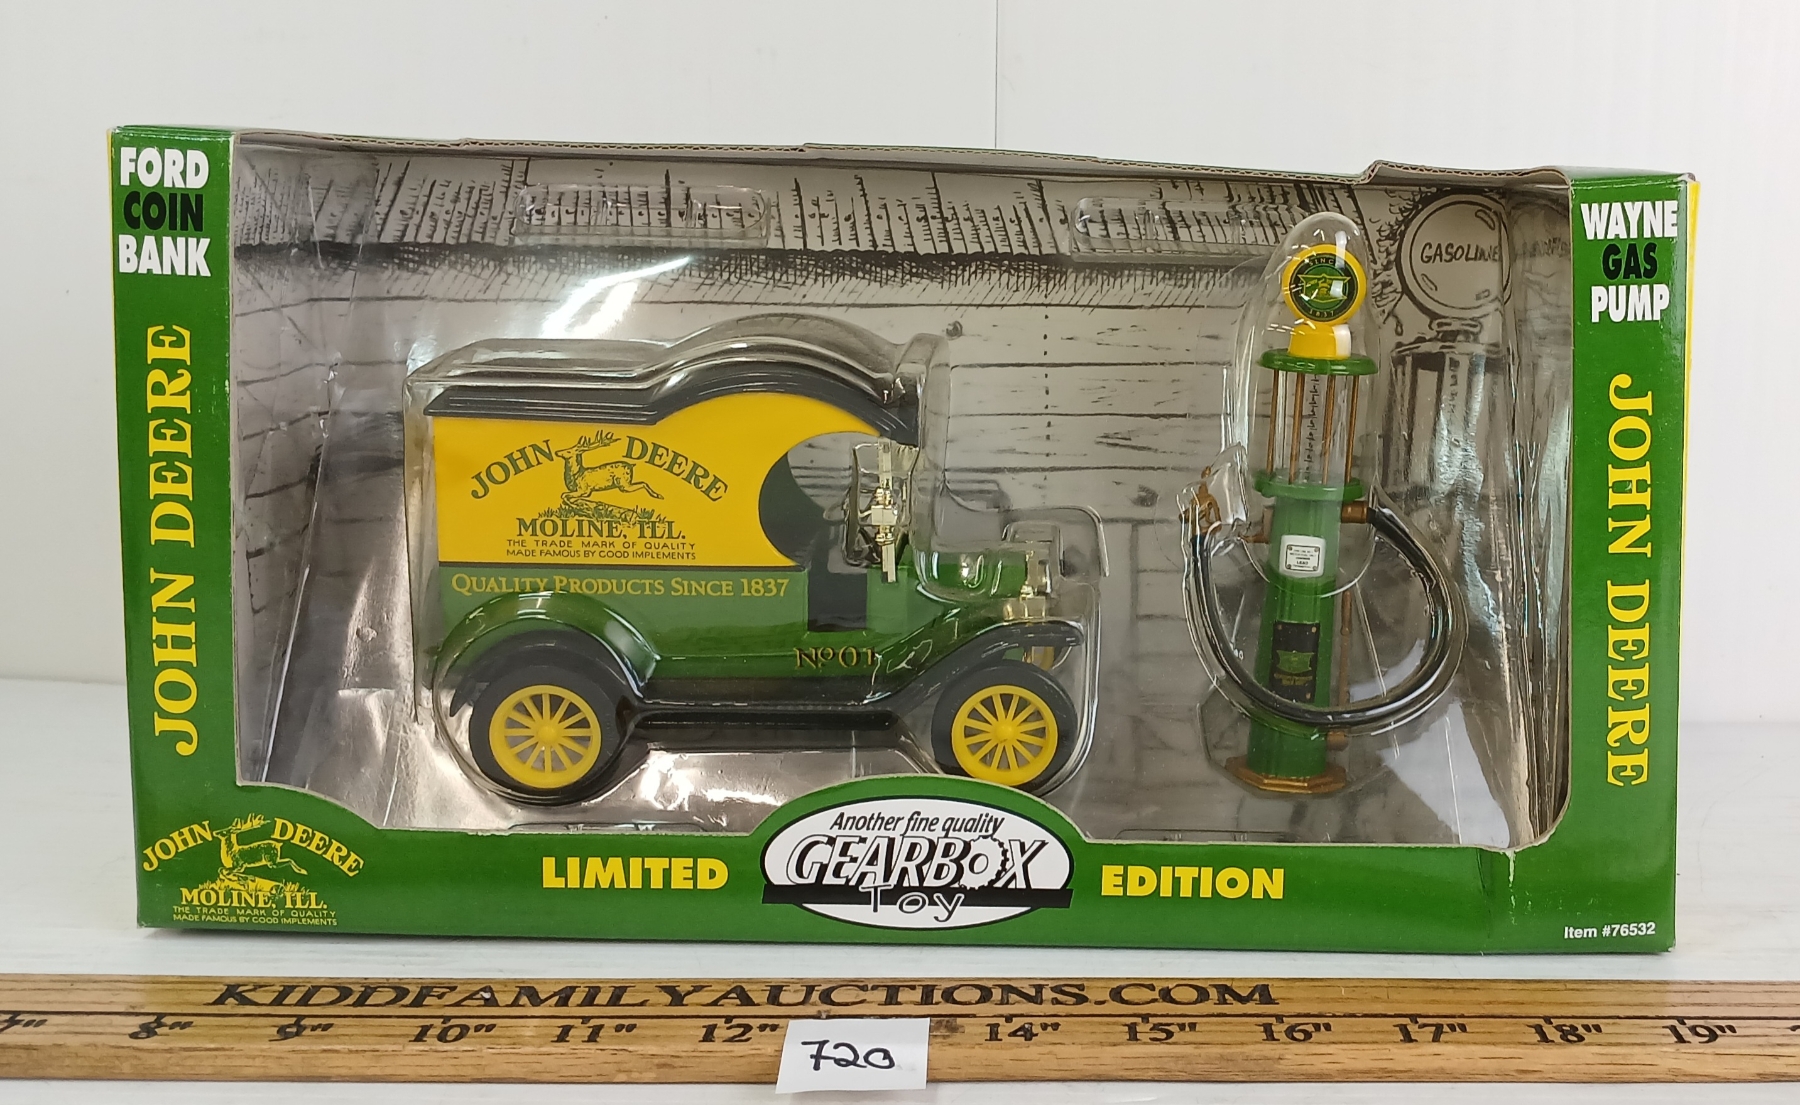 FORD
COIN
BANK
JOHN DEERE
WAYNE
GAS
PUMP
JOHN DEERE
GASOLINE
SINCE
1837
JOHN DEERE
MOLINE, ILL.
THE TRADE MARK OF QUALITY
MADE FAMOUS BY GOOD IMPLEMENTS
QUALITY PRODUCTS SINCE 1837
No 01
JOHN DEERE
MOLINE, ILL.
THE TRADE MARK OF QUALITY
MADE FAMOUS BY GOOD IMPLEMENTS
LIMITED
Another fine quality
GEARBOX
Toy
EDITION
Item #76532
KIDDFAMILYAUCTIONS.COM
8" 9" 10" 11" 12" 14" 15" 16" 17" 18" 19"
720